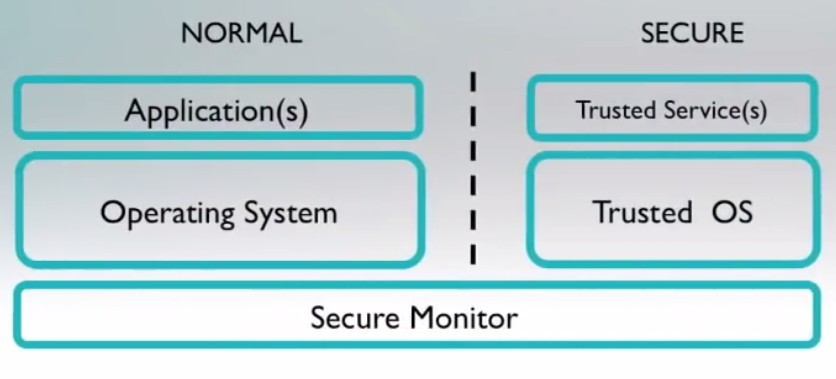 NORMAL
SECURE
Application(s)
Trusted Service(s)
Operating System
Trusted OS
Secure Monitor